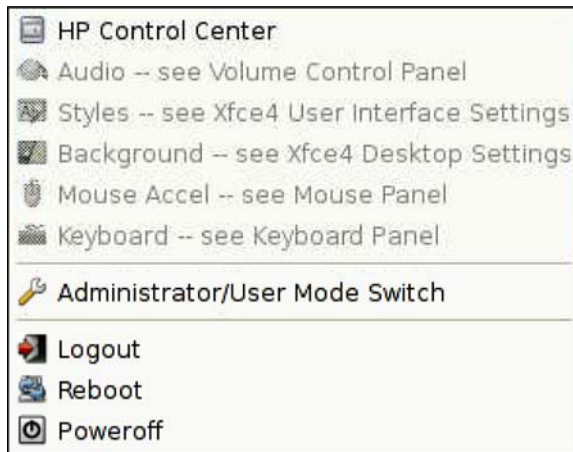 HP Control Center
Audio -- see Volume Control Panel
Styles -- see Xfce4 User Interface Settings
Background -- see Xfce4 Desktop Settings
Mouse Accel -- see Mouse Panel
Keyboard -- see Keyboard Panel
Administrator/User Mode Switch
Logout
Reboot
Poweroff